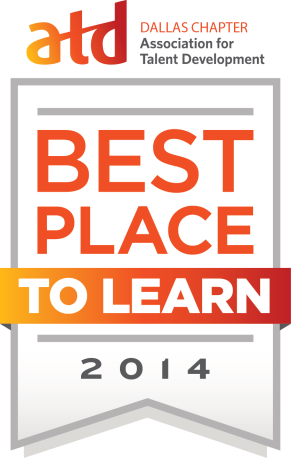 atd
DALLAS CHAPTER
Association for
Talent Development
BEST
PLACE
TO LEARN
2014